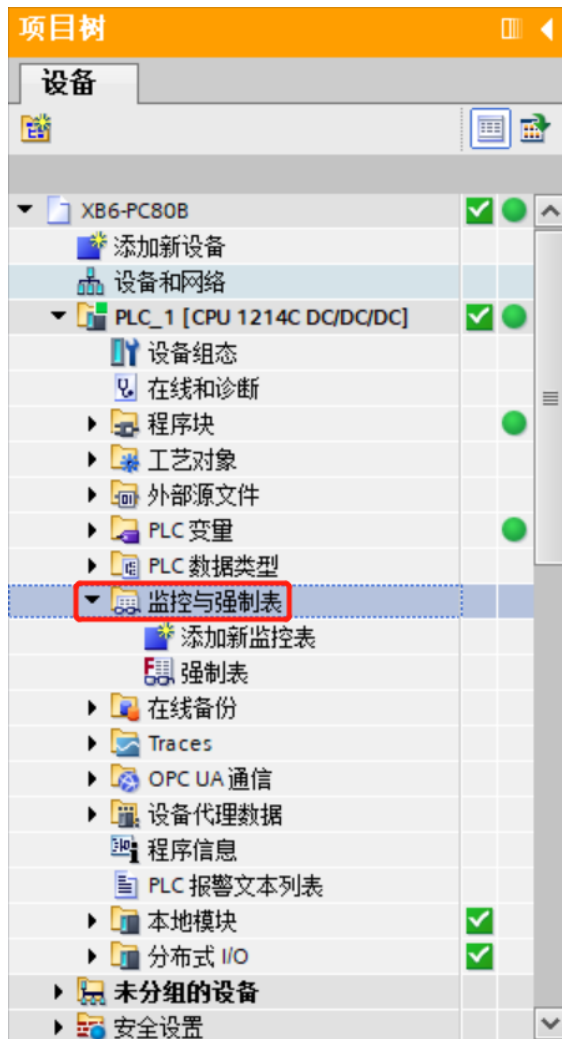 项目树
设备
XB6-PC80B
添加新设备
设备和网络
PLC_1 [CPU 1214C DC/DC/DC]
设备组态
在线和诊断
程序块
工艺对象
外部源文件
PLC 变量
PLC 数据类型
监控与强制表
添加新监控表
强制表
在线备份
Traces
OPC UA 通信
设备代理数据
程序信息
PLC 报警文本列表
本地模块
分布式 I/O
未分组的设备
安全设置